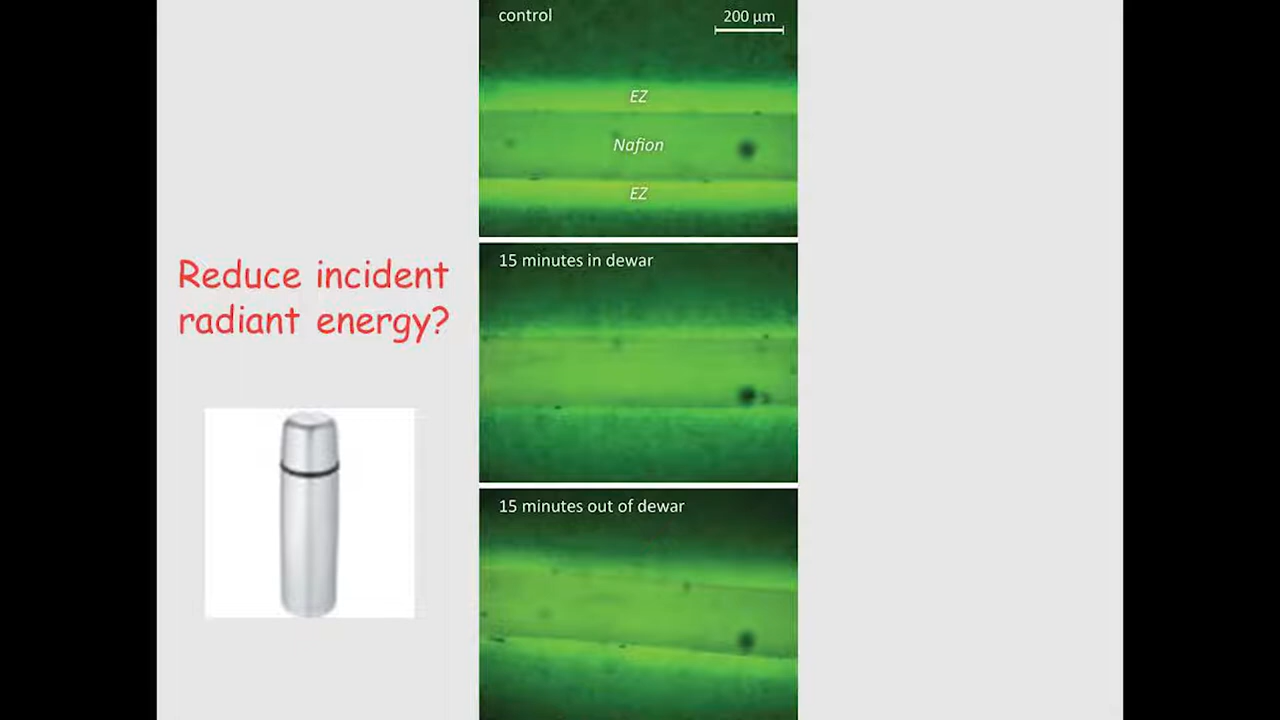 control
200 µm
EZ
Nafion
EZ
15 minutes in dewar
Reduce incident
radiant energy?
15 minutes out of dewar